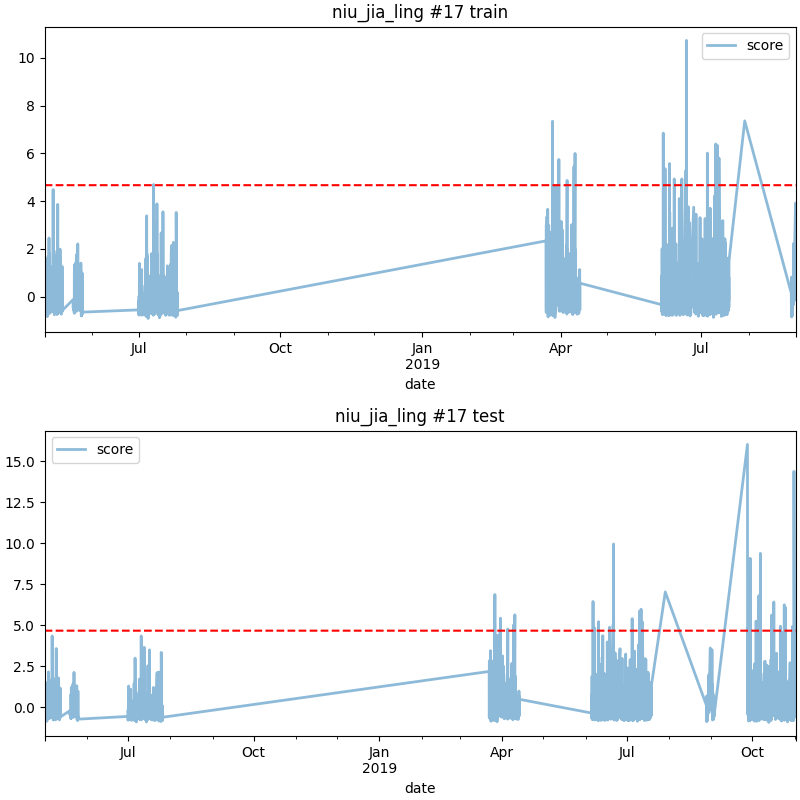 niu_jia_ling #17 train
score
10
8
6
4
2
0
Jul
Oct
Jan
2019
Apr
Jul
date
niu_jia_ling #17 test
score
15.0
12.5
10.0
7.5
5.0
2.5
0.0
Jul
Oct
Jan
2019
Apr
Jul
Oct
date